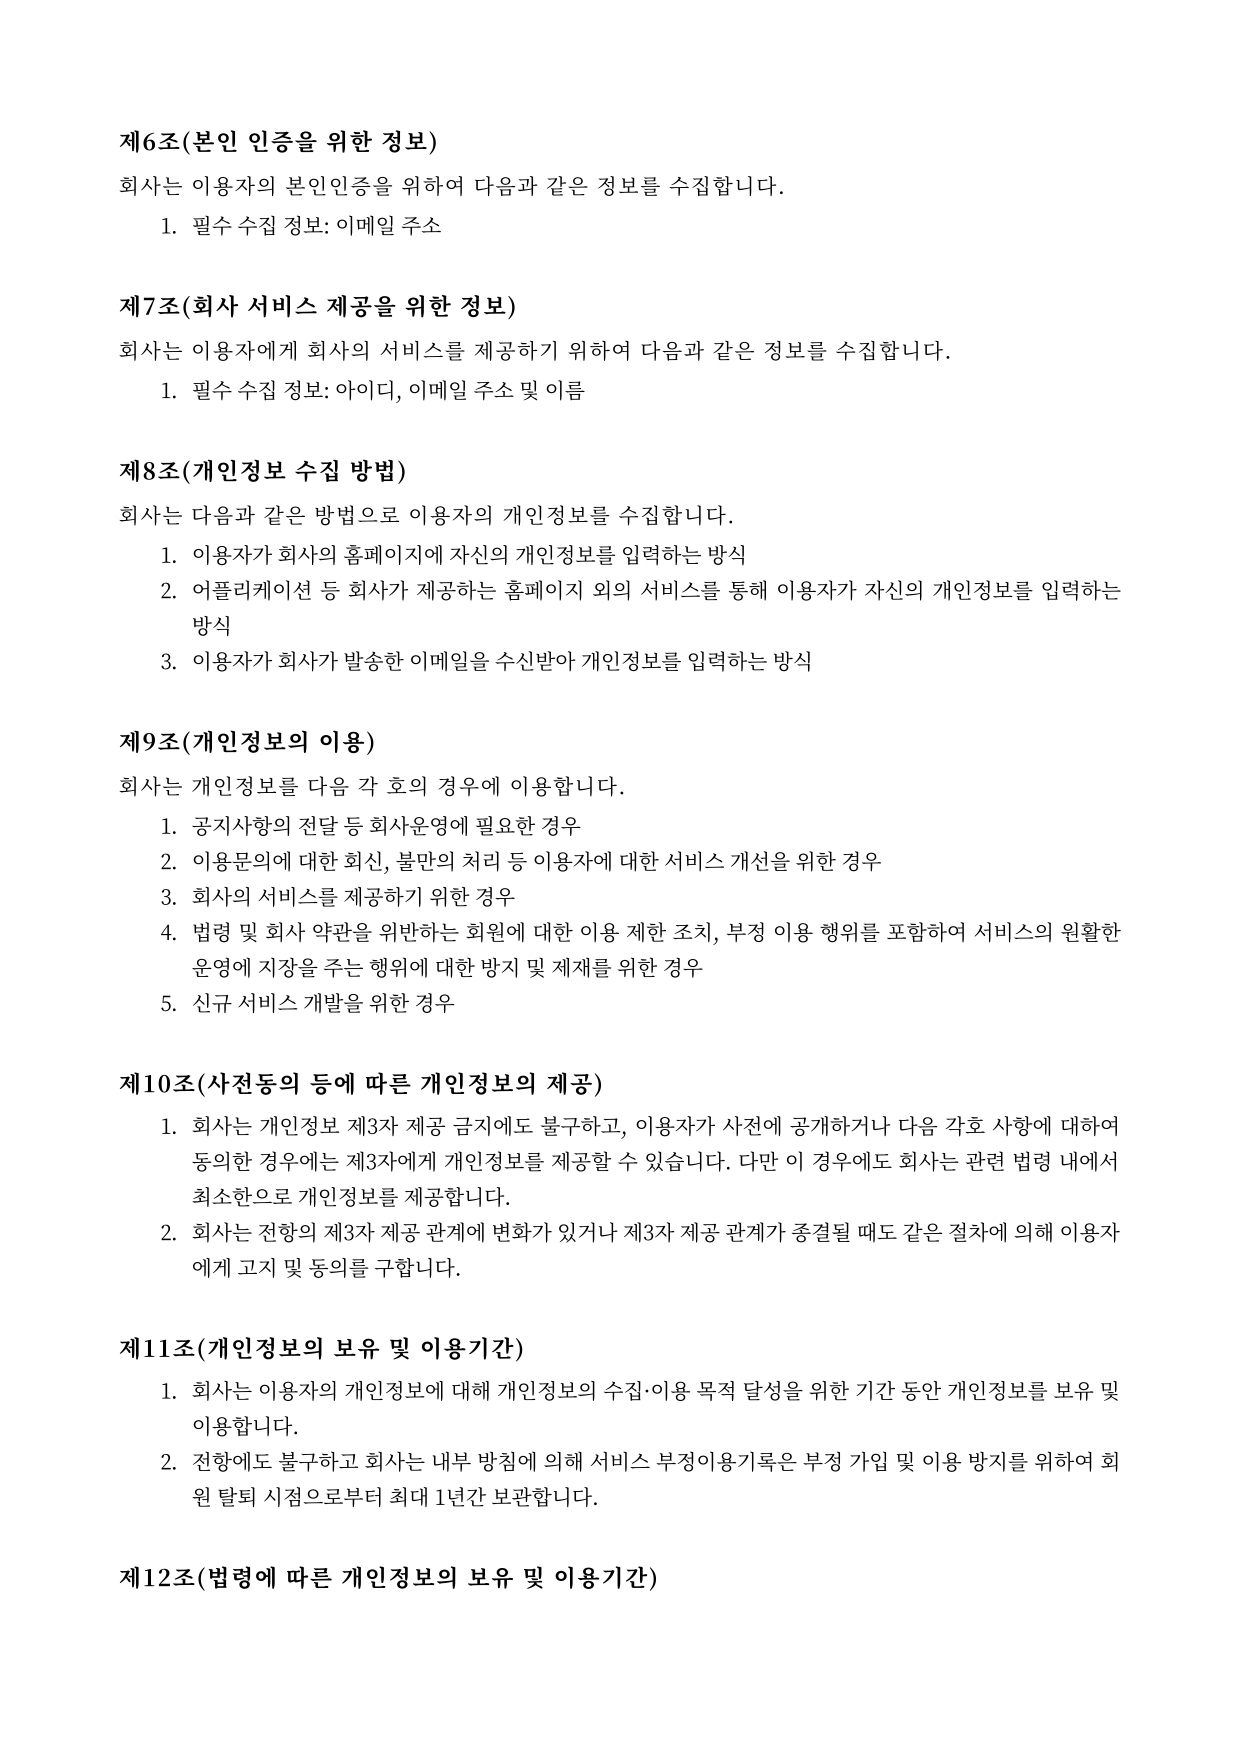 제6조(본인 인증을 위한 정보)
회사는 이용자의 본인인증을 위하여 다음과 같은 정보를 수집합니다.
1. 필수 수집 정보: 이메일 주소
제7조(회사 서비스 제공을 위한 정보)
회사는 이용자에게 회사의 서비스를 제공하기 위하여 다음과 같은 정보를 수집합니다.
1. 필수 수집 정보: 아이디, 이메일 주소 및 이름
제8조(개인정보 수집 방법)
회사는 다음과 같은 방법으로 이용자의 개인정보를 수집합니다.
1. 이용자가 회사의 홈페이지에 자신의 개인정보를 입력하는 방식
2. 어플리케이션 등 회사가 제공하는 홈페이지 외의 서비스를 통해 이용자가 자신의 개인정보를 입력하는
방식
3. 이용자가 회사가 발송한 이메일을 수신받아 개인정보를 입력하는 방식
제9조(개인정보의 이용)
회사는 개인정보를 다음 각 호의 경우에 이용합니다.
1. 공지사항의 전달 등 회사운영에 필요한 경우
2. 이용문의에 대한 회신, 불만의 처리 등 이용자에 대한 서비스 개선을 위한 경우
3. 회사의 서비스를 제공하기 위한 경우
4. 법령 및 회사 약관을 위반하는 회원에 대한 이용 제한 조치, 부정 이용 행위를 포함하여 서비스의 원활한
운영에 지장을 주는 행위에 대한 방지 및 제재를 위한 경우
5. 신규 서비스 개발을 위한 경우
제10조(사전동의 등에 따른 개인정보의 제공)
1. 회사는 개인정보 제3자 제공 금지에도 불구하고, 이용자가 사전에 공개하거나 다음 각호 사항에 대하여
동의한 경우에는 제3자에게 개인정보를 제공할 수 있습니다. 다만 이 경우에도 회사는 관련 법령 내에서
최소한으로 개인정보를 제공합니다.
2. 회사는 전항의 제3자 제공 관계에 변화가 있거나 제3자 제공 관계가 종결될 때도 같은 절차에 의해 이용자
에게 고지 및 동의를 구합니다.
제11조(개인정보의 보유 및 이용기간)
1. 회사는 이용자의 개인정보에 대해 개인정보의 수집·이용 목적 달성을 위한 기간 동안 개인정보를 보유 및
이용합니다.
2. 전항에도 불구하고 회사는 내부 방침에 의해 서비스 부정이용기록은 부정 가입 및 이용 방지를 위하여 회
원 탈퇴 시점으로부터 최대 1년간 보관합니다.
제12조(법령에 따른 개인정보의 보유 및 이용기간)